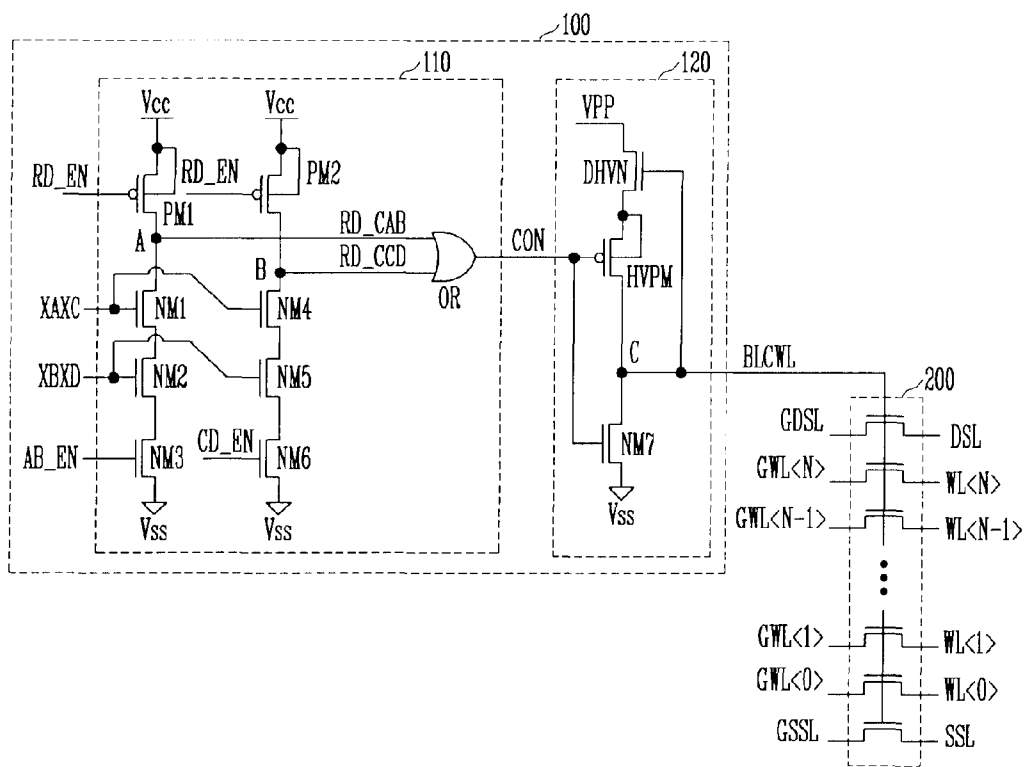 100
110
120
Vcc
Vcc
VPP
RD_EN
RD_EN
PM2
DHVN
PM1
A
RD_CAB
CON
B
RD_CCD
HVPM
OR
XAXC
NM1
NM4
C
BLCWL
XBXD
NM2
NM5
200
GDSL
DSL
AB_EN
NM3
CD_EN
NM6
NM7
GWL<N>
WL<N>
Vss
Vss
Vss
GWL<N-1>
WL<N-1>
GWL<1>
WL<1>
GWL<0>
WL<0>
GSSL
SSL